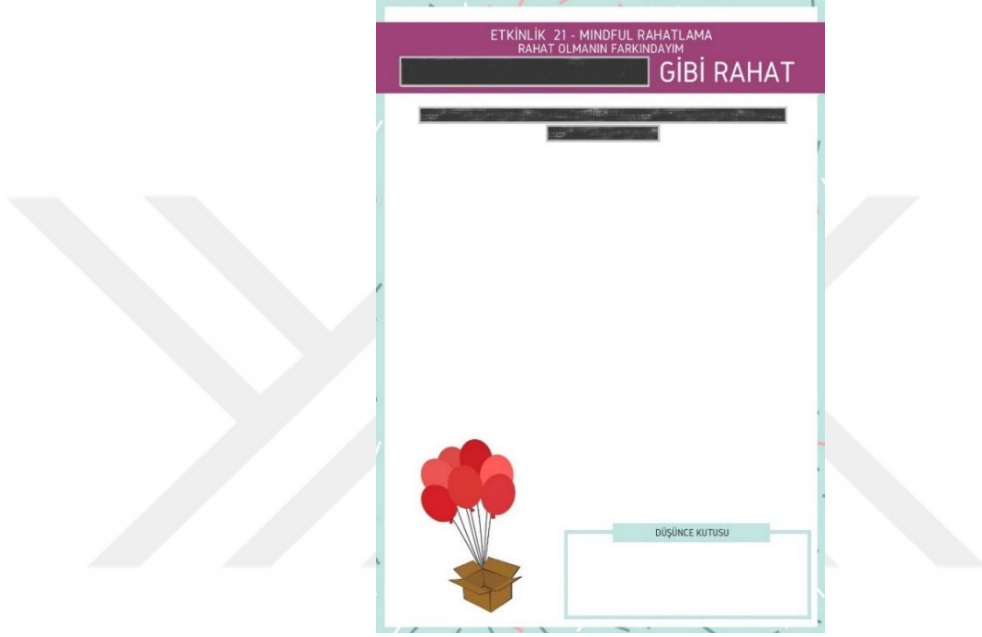 ETKİNLİK 21 - MINDFUL RAHATLAMA
RAHAT OLMANIN FARKINDAYIM
GİBİ RAHAT
DÜŞÜNCE KUTUSU